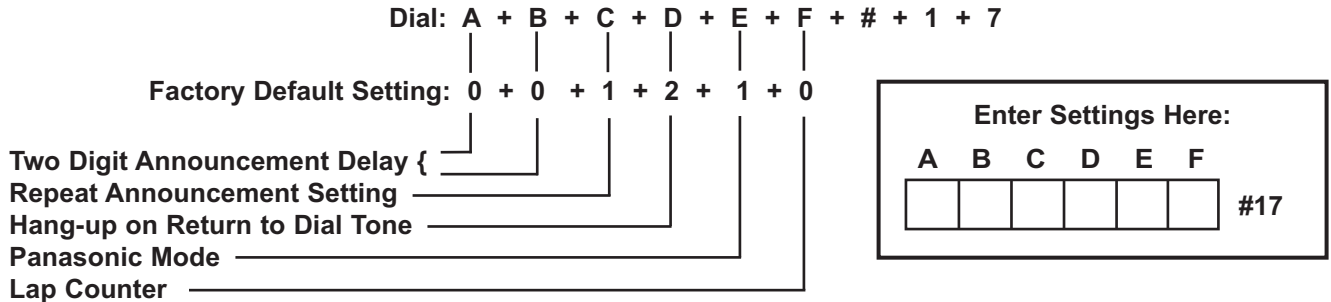 Dial: A + B + C + D + E + F + # + 1 + 7
Factory Default Setting: 0 + 0 + 1 + 2 + 1 + 0
Two Digit Announcement Delay {
Repeat Announcement Setting
Hang-up on Return to Dial Tone
Panasonic Mode
Lap Counter
Enter Settings Here:
A B C D E F
#17